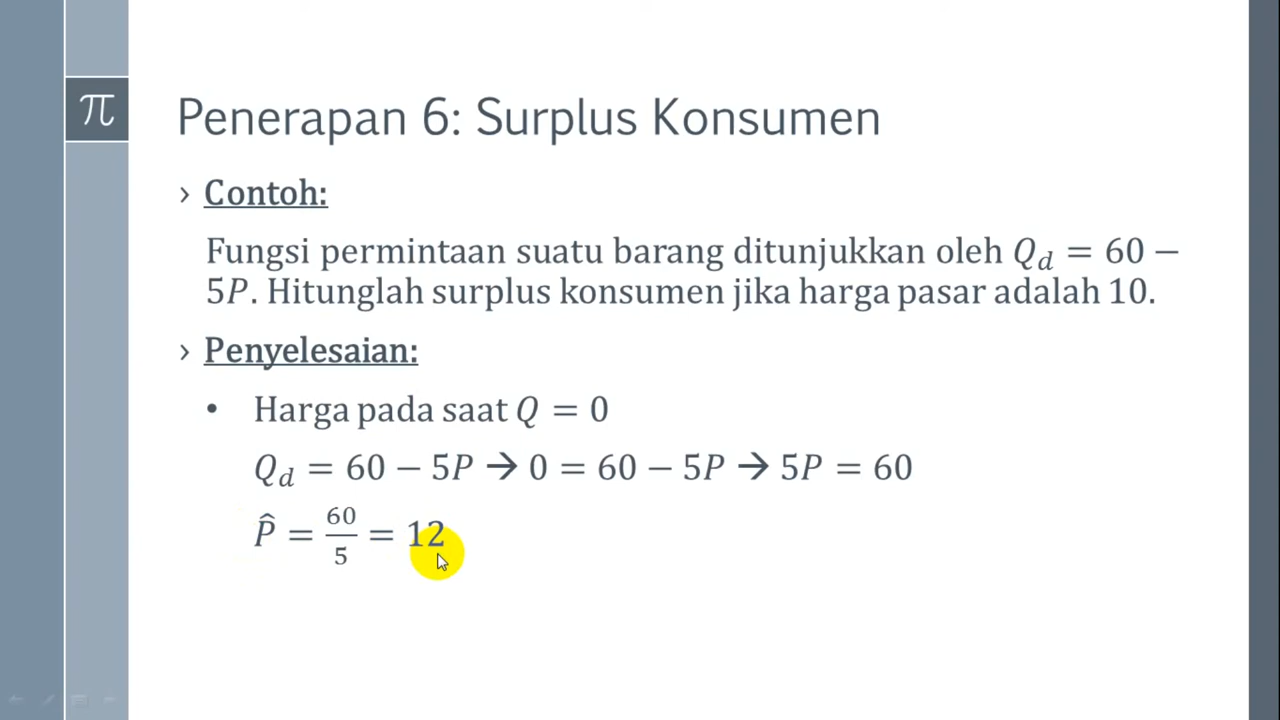 π
Penerapan 6: Surplus Konsumen
› Contoh:
Fungsi permintaan suatu barang ditunjukkan oleh Q_d = 60 −
5P. Hitunglah surplus konsumen jika harga pasar adalah 10.
› Penyelesaian:
• Harga pada saat Q = 0
Q_d = 60 − 5P → 0 = 60 − 5P → 5P = 60
P̂ = 60/5 = 12